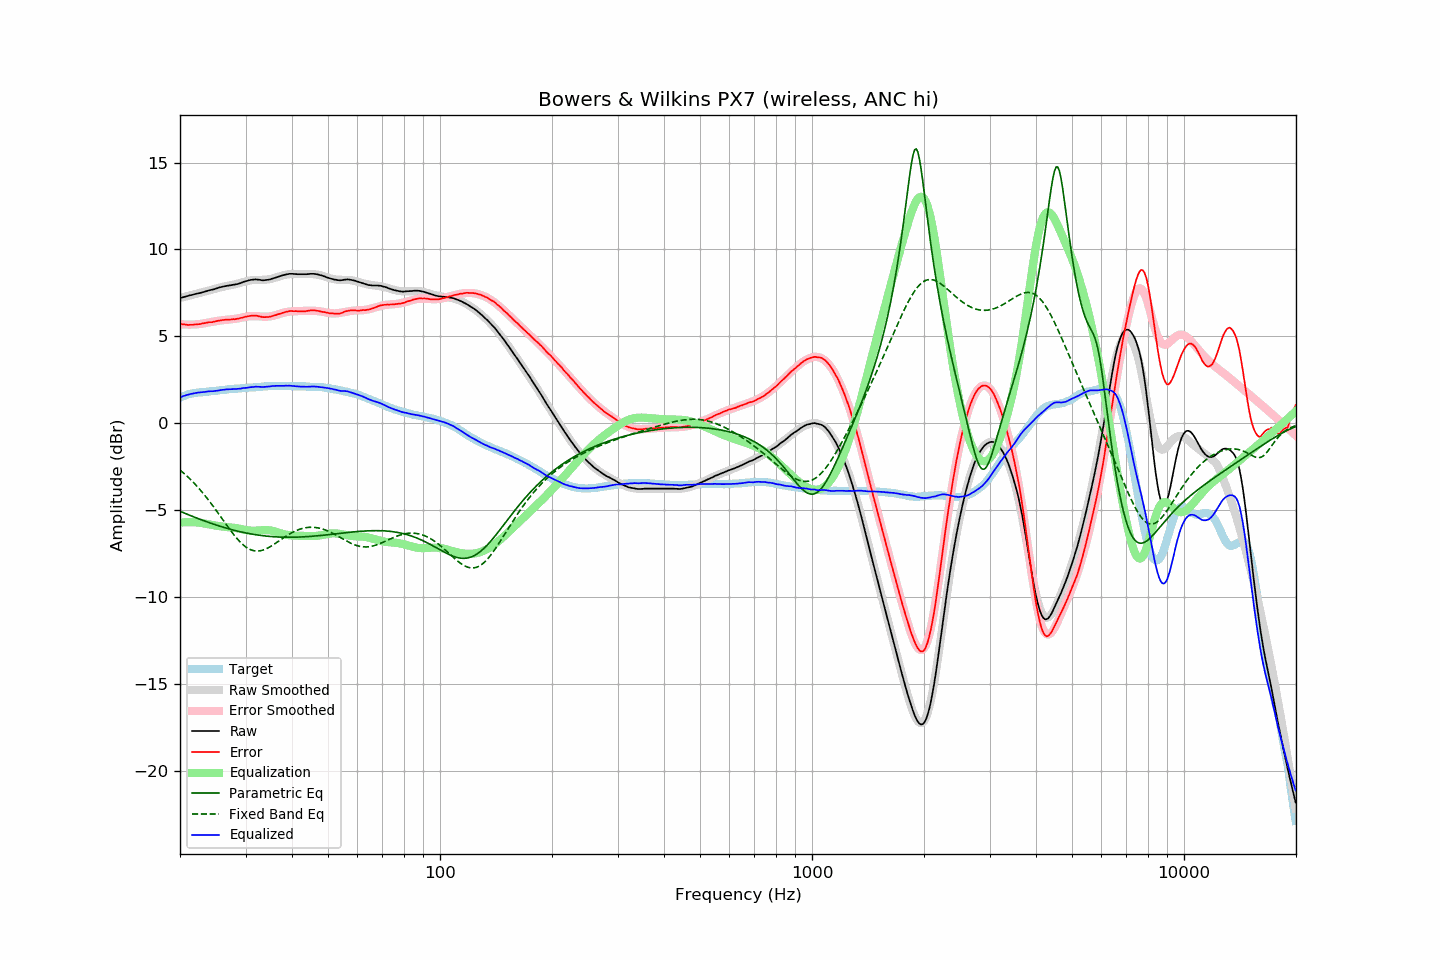 Bowers & Wilkins PX7 (wireless, ANC hi)
Amplitude (dBr)
15
10
5
0
−5
−10
−15
−20
Target
Raw Smoothed
Error Smoothed
Raw
Error
Equalization
Parametric Eq
Fixed Band Eq
Equalized
100 1000 10000
Frequency (Hz)